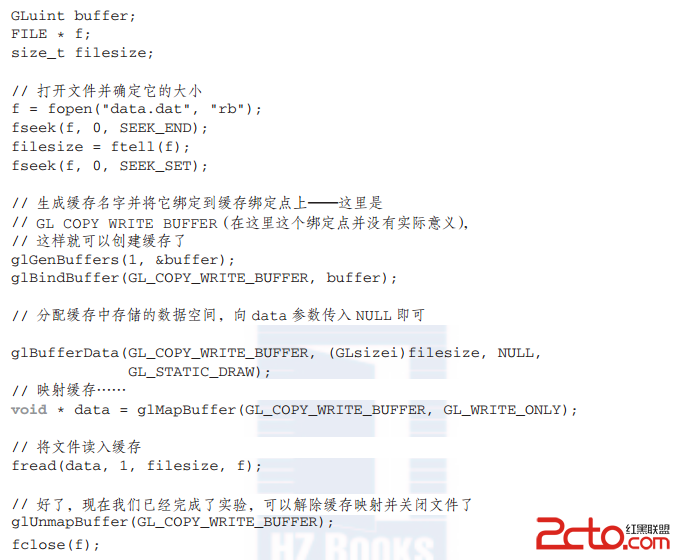 GLuint buffer;
FILE * f;
size_t filesize;
// 打开文件并确定它的大小
f = fopen("data.dat", "rb");
fseek(f, 0, SEEK_END);
filesize = ftell(f);
fseek(f, 0, SEEK_SET);
// 生成缓存名字并将它绑定到缓存绑定点上——这里是
// GL COPY WRITE BUFFER (在这里这个绑定点并没有实际意义),
// 这样就可以创建缓存了
glGenBuffers(1, &buffer);
glBindBuffer(GL_COPY_WRITE_BUFFER, buffer);
// 分配缓存中存储的数据空间，向 data 参数传入 NULL 即可
glBufferData(GL_COPY_WRITE_BUFFER, (GLsizei)filesize, NULL,
GL_STATIC_DRAW);
// 映射缓存……
void * data = glMapBuffer(GL_COPY_WRITE_BUFFER, GL_WRITE_ONLY);
// 将文件读入缓存
fread(data, 1, filesize, f);
// 好了，现在我们已经完成了实验，可以解除缓存映射并关闭文件了
glUnmapBuffer(GL_COPY_WRITE_BUFFER);
fclose(f);
HZ BOOKS
2cto.com
红黑联盟